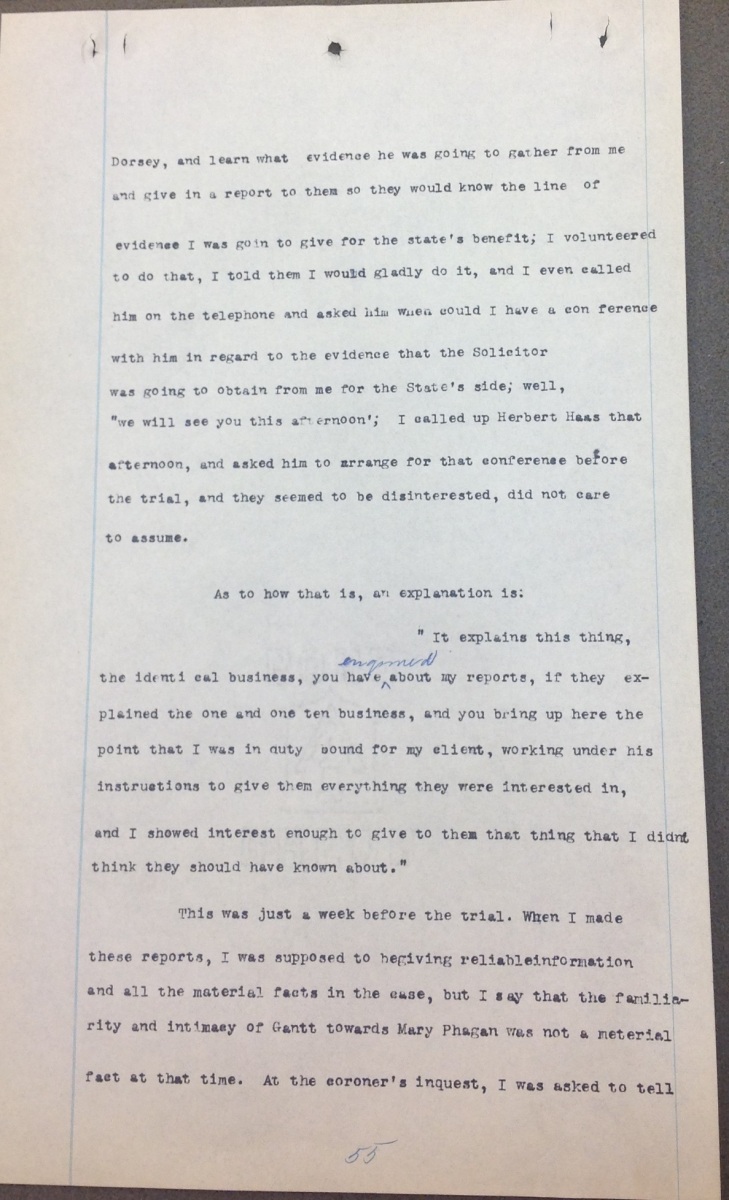 Dorsey, and learn what evidence he was going to gather from me
and give in a report to them so they would know the line of
evidence I was goin to give for the state's benefit; I volunteered
to do that, I told them I would gladly do it, and I even called
him on the telephone and asked him when could I have a con ference
with him in regard to the evidence that the Solicitor
was going to obtain from me for the State's side; well,
"we will see you this afternoon'; I called up Herbert Haas that
afternoon, and asked him to arrange for that conference before
the trial, and they seemed to be disinterested, did not care
to assume.
As to how that is, an explanation is:
" It explains this thing,
the identi cal business, you have about my reports, if they ex-
plained the one and one ten business, and you bring up here the
point that I was in duty bound for my client, working under his
instructions to give them everything they were interested in,
and I showed interest enough to give to them that thing that I didnt
think they should have known about."
This was just a week before the trial. When I made
these reports, I was supposed to begiving reliableinformation
and all the material facts in the case, but I say that the familia-
rity and intimacy of Gantt towards Mary Phagan was not a meterial
fact at that time. At the coroner's inquest, I was asked to tell
55